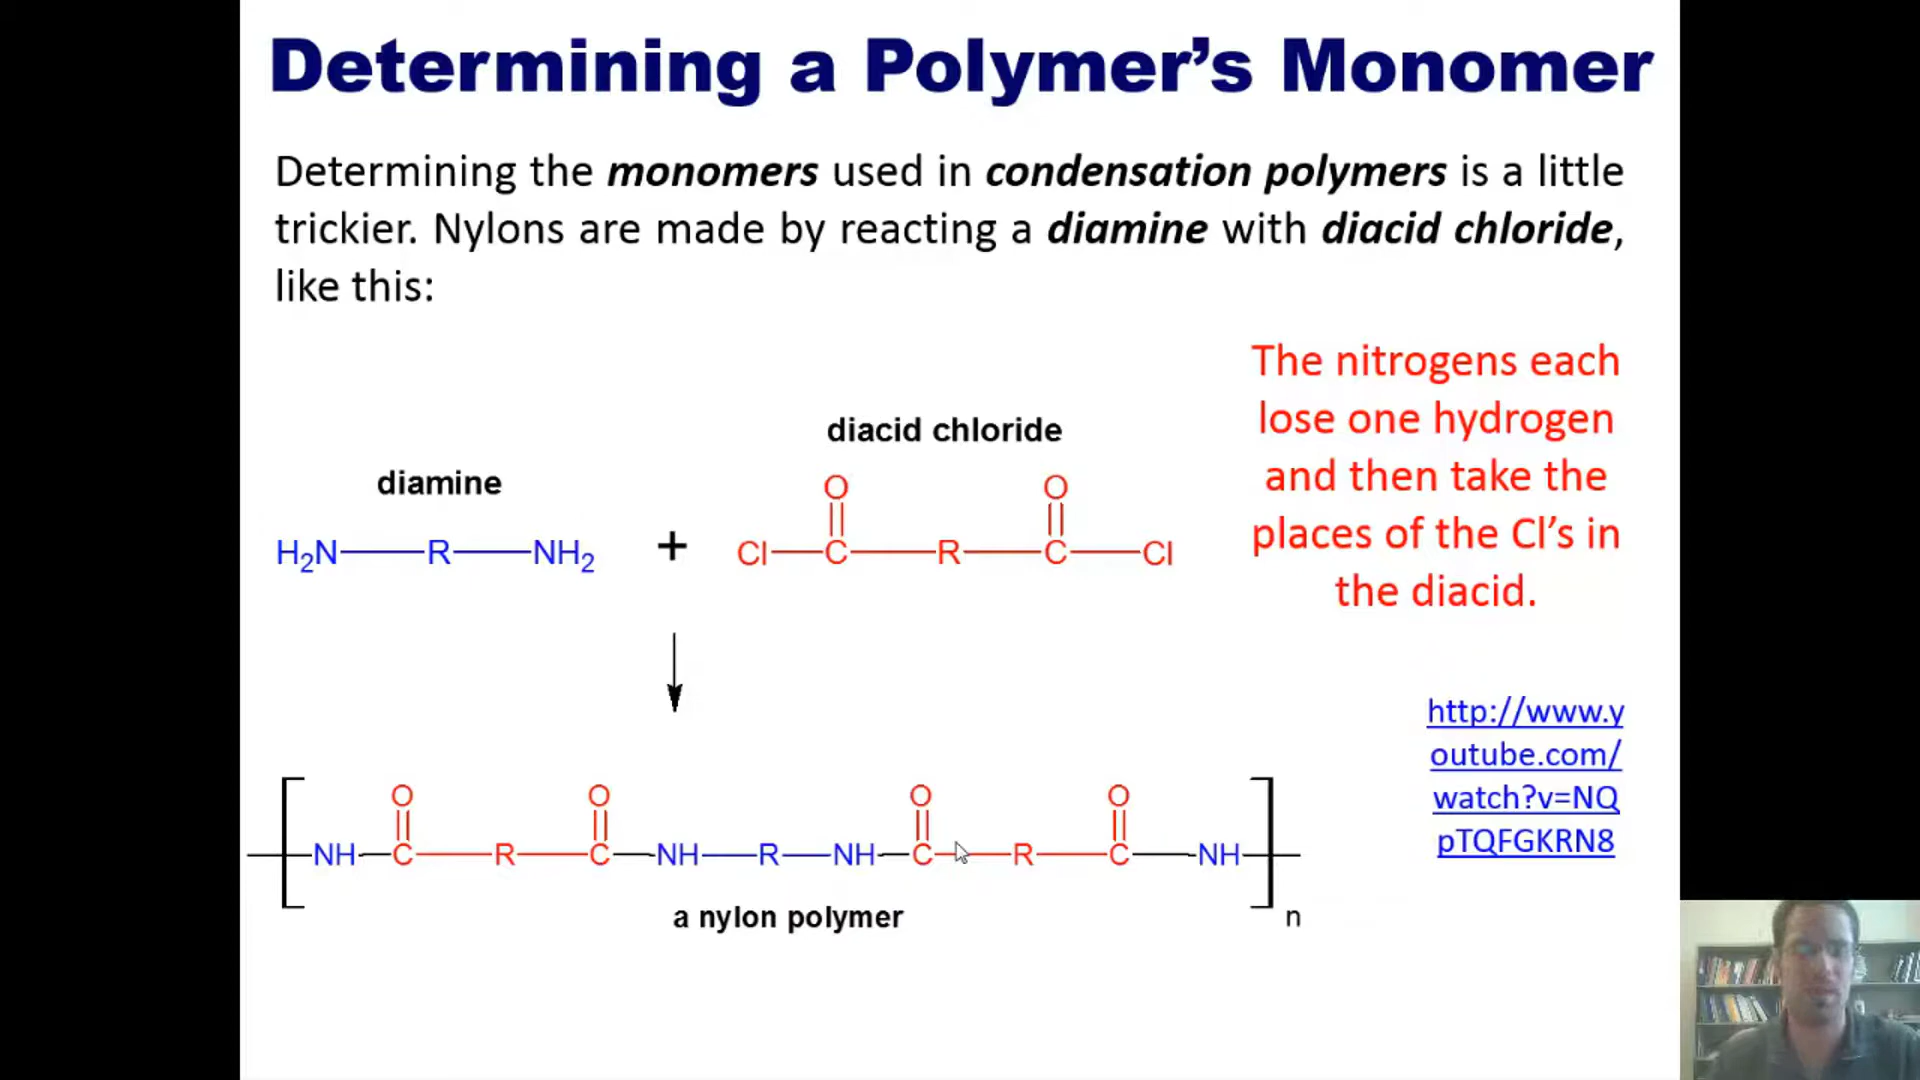 Determining a Polymer's Monomer
Determining the monomers used in condensation polymers is a little
trickier. Nylons are made by reacting a diamine with diacid chloride,
like this:
The nitrogens each
lose one hydrogen
and then take the
places of the Cl's in
the diacid.
diacid chloride
diamine
O O
H2N R NH2 + Cl C R C Cl
http://www.y
outube.com/
watch?v=NQ
pTQFGKRN8
O O O O
NH C R C NH R NH C R C NH
n
a nylon polymer